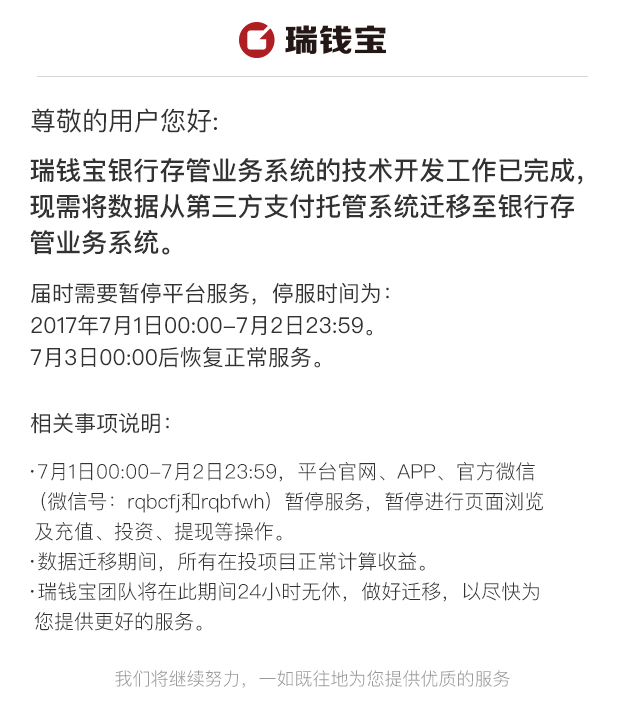 瑞钱宝
尊敬的用户您好:
瑞钱宝银行存管业务系统的技术开发工作已完成，
现需将数据从第三方支付托管系统迁移至银行存
管业务系统。
届时需要暂停平台服务，停服时间为：
2017年7月1日00:00-7月2日23:59。
7月3日00:00后恢复正常服务。
相关事项说明：
·7月1日00:00-7月2日23:59，平台官网、APP、官方微信
（微信号：rqbcfj和rqbfwh）暂停服务，暂停进行页面浏览
及充值、投资、提现等操作。
·数据迁移期间，所有在投项目正常计算收益。
·瑞钱宝团队将在此期间24小时无休，做好迁移，以尽快为
您提供更好的服务。
我们将继续努力，一如既往地为您提供优质的服务